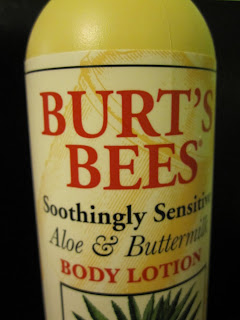 BURT'S
BEES®
Soothingly Sensitive
Aloe & Buttermilk
BODY LOTION